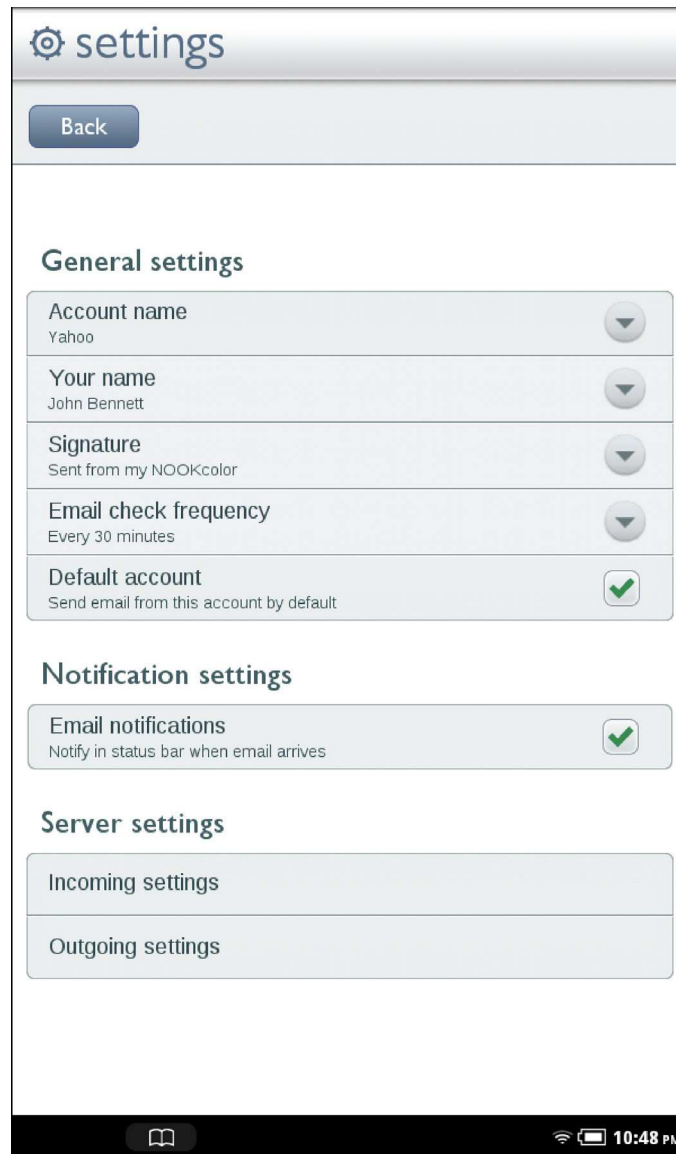 settings
Back
General settings
Account name
Yahoo
Your name
John Bennett
Signature
Sent from my NOOKcolor
Email check frequency
Every 30 minutes
Default account
Send email from this account by default
Notification settings
Email notifications
Notify in status bar when email arrives
Server settings
Incoming settings
Outgoing settings
10:48 PM